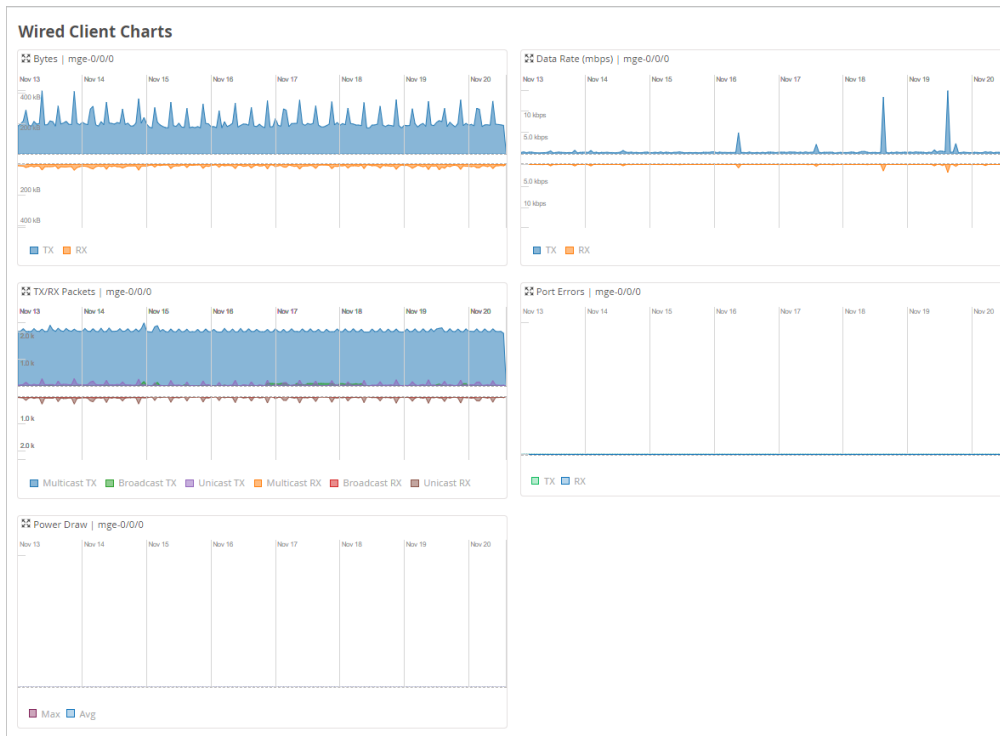 Wired Client Charts
Bytes | mge-0/0/0
Nov 13 Nov 14 Nov 15 Nov 16 Nov 17 Nov 18 Nov 19 Nov 20
400 kB
200 kB
200 kB
400 kB
TX RX
Data Rate (mbps) | mge-0/0/0
Nov 13 Nov 14 Nov 15 Nov 16 Nov 17 Nov 18 Nov 19 Nov 20
10 kbps
5.0 kbps
5.0 kbps
10 kbps
TX RX
TX/RX Packets | mge-0/0/0
Nov 13 Nov 14 Nov 15 Nov 16 Nov 17 Nov 18 Nov 19 Nov 20
2.0 k
1.0 k
1.0 k
2.0 k
Multicast TX Broadcast TX Unicast TX Multicast RX Broadcast RX Unicast RX
Port Errors | mge-0/0/0
Nov 13 Nov 14 Nov 15 Nov 16 Nov 17 Nov 18 Nov 19 Nov 20
TX RX
Power Draw | mge-0/0/0
Nov 13 Nov 14 Nov 15 Nov 16 Nov 17 Nov 18 Nov 19 Nov 20
Max Avg